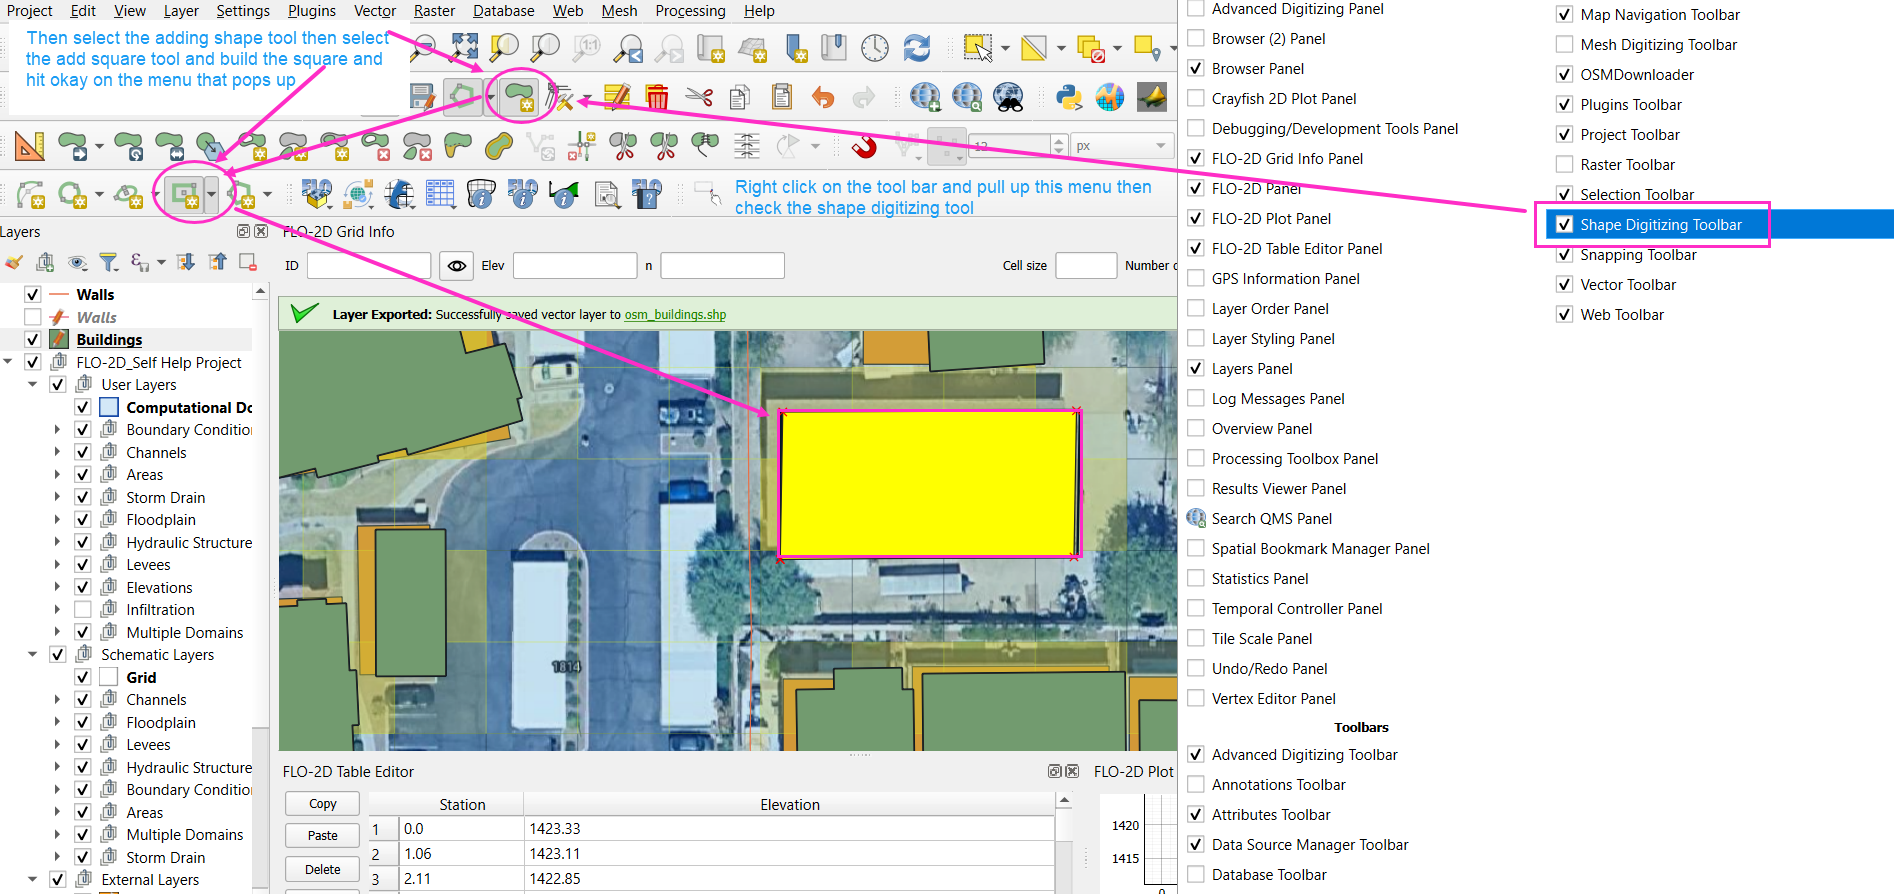 Project Edit View Layer Settings Plugins Vector Raster Database Web Mesh Processing Help
Then select the adding shape tool then select
the add square tool and build the square and
hit okay on the menu that pops up
1:1
12
px
Right click on the tool bar and pull up this menu then
check the shape digitizing tool
Layers
Walls
Walls
Buildings
FLO-2D_Self Help Project
User Layers
Computational Do
Boundary Conditio
Channels
Areas
Storm Drain
Floodplain
Hydraulic Structure
Levees
Elevations
Infiltration
Multiple Domains
Schematic Layers
Grid
Channels
Floodplain
Levees
Hydraulic Structure
Boundary Conditio
Areas
Multiple Domains
Storm Drain
External Layers
FLO-2D Grid Info
ID Elev n Cell size Number c
Layer Exported: Successfully saved vector layer to osm_buildings.shp
1814
FLO-2D Table Editor
Copy
Paste
Delete
Station Elevation
1 0.0 1423.33
2 1.06 1423.11
3 2.11 1422.85
FLO-2D Plot
1420
1415
0
Advanced Digitizing Panel
Browser (2) Panel
Browser Panel
Crayfish 2D Plot Panel
Debugging/Development Tools Panel
FLO-2D Grid Info Panel
FLO-2D Panel
FLO-2D Plot Panel
FLO-2D Table Editor Panel
GPS Information Panel
Layer Order Panel
Layer Styling Panel
Layers Panel
Log Messages Panel
Overview Panel
Processing Toolbox Panel
Results Viewer Panel
Search QMS Panel
Spatial Bookmark Manager Panel
Statistics Panel
Temporal Controller Panel
Tile Scale Panel
Undo/Redo Panel
Vertex Editor Panel
Toolbars
Advanced Digitizing Toolbar
Annotations Toolbar
Attributes Toolbar
Data Source Manager Toolbar
Database Toolbar
Map Navigation Toolbar
Mesh Digitizing Toolbar
OSMDownloader
Plugins Toolbar
Project Toolbar
Raster Toolbar
Selection Toolbar
Shape Digitizing Toolbar
Snapping Toolbar
Vector Toolbar
Web Toolbar